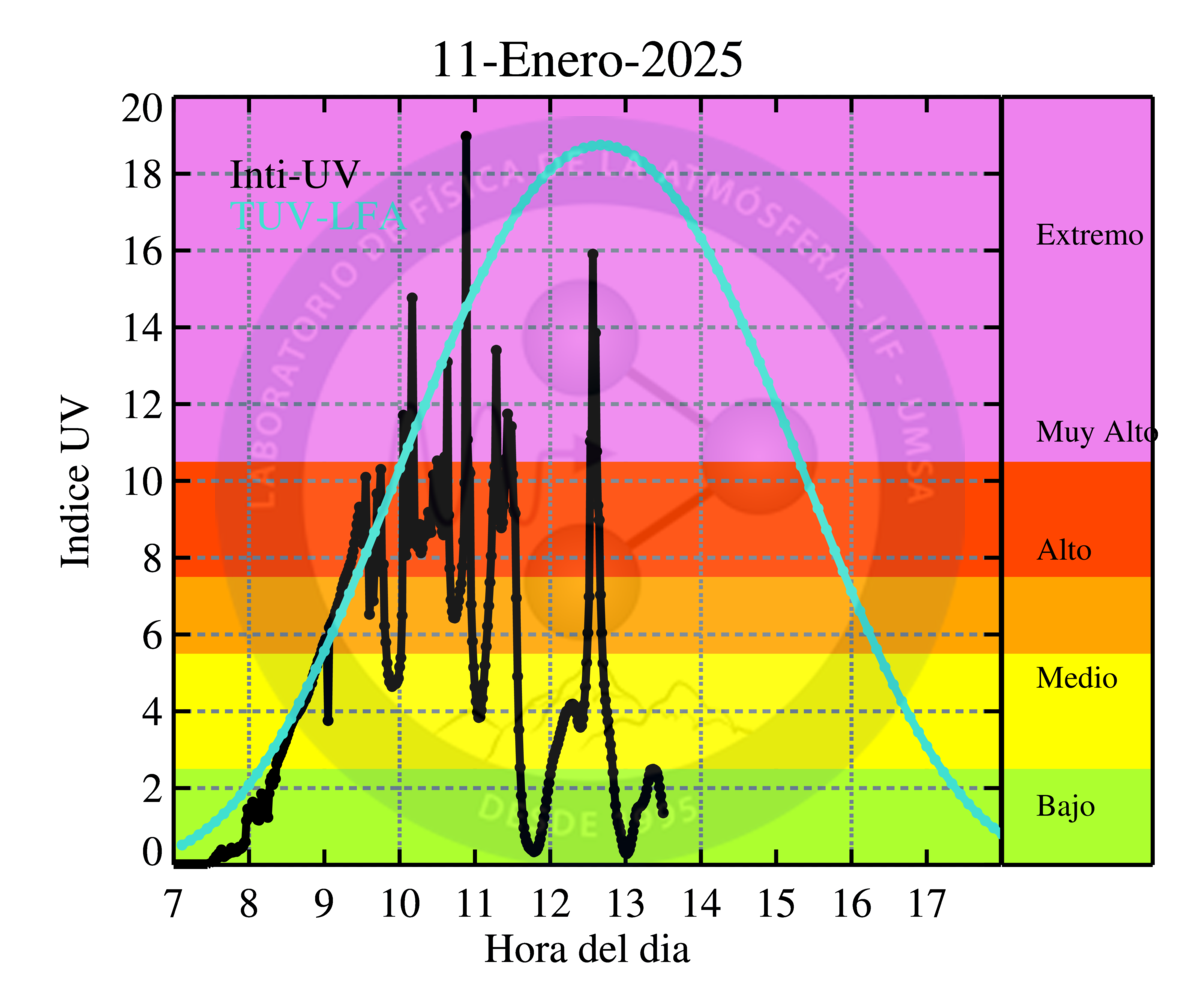 11-Enero-2025
Inti-UV
TUV-LFA
LABORATORIO DE FÍSICA DE LA ATMÓSFERA - IIF - UMSA
DESDE 1995
Indice UV
20
18
16
14
12
10
8
6
4
2
0
Extremo
Muy Alto
Alto
Medio
Bajo
7 8 9 10 11 12 13 14 15 16 17
Hora del dia